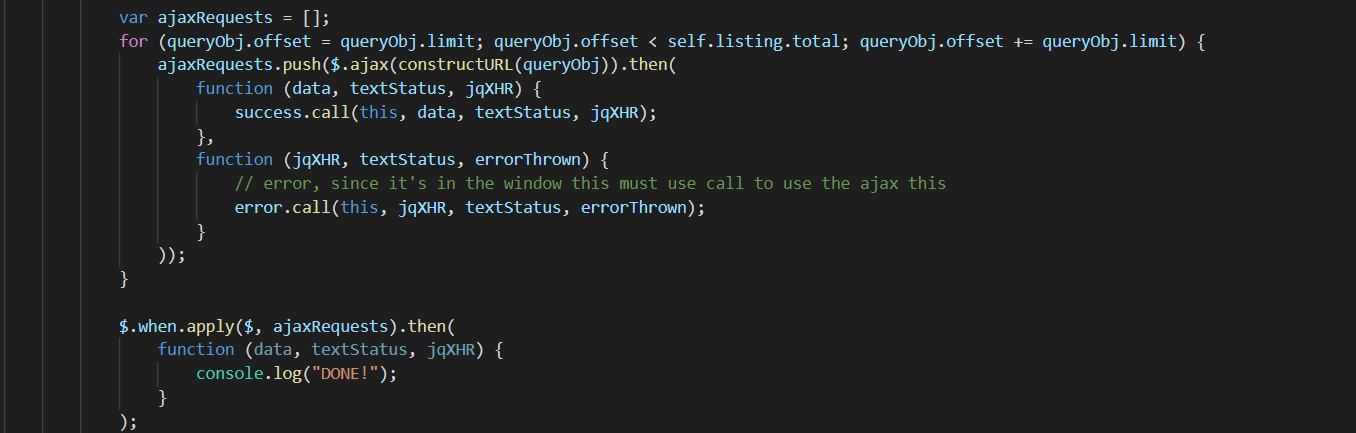 var ajaxRequests = [];
for (queryObj.offset = queryObj.limit; queryObj.offset < self.listing.total; queryObj.offset += queryObj.limit) {
ajaxRequests.push($.ajax(constructURL(queryObj)).then(
function (data, textStatus, jqXHR) {
success.call(this, data, textStatus, jqXHR);
},
function (jqXHR, textStatus, errorThrown) {
// error, since it's in the window this must use call to use the ajax this
error.call(this, jqXHR, textStatus, errorThrown);
}
));
}
$.when.apply($, ajaxRequests).then(
function (data, textStatus, jqXHR) {
console.log("DONE!");
}
);